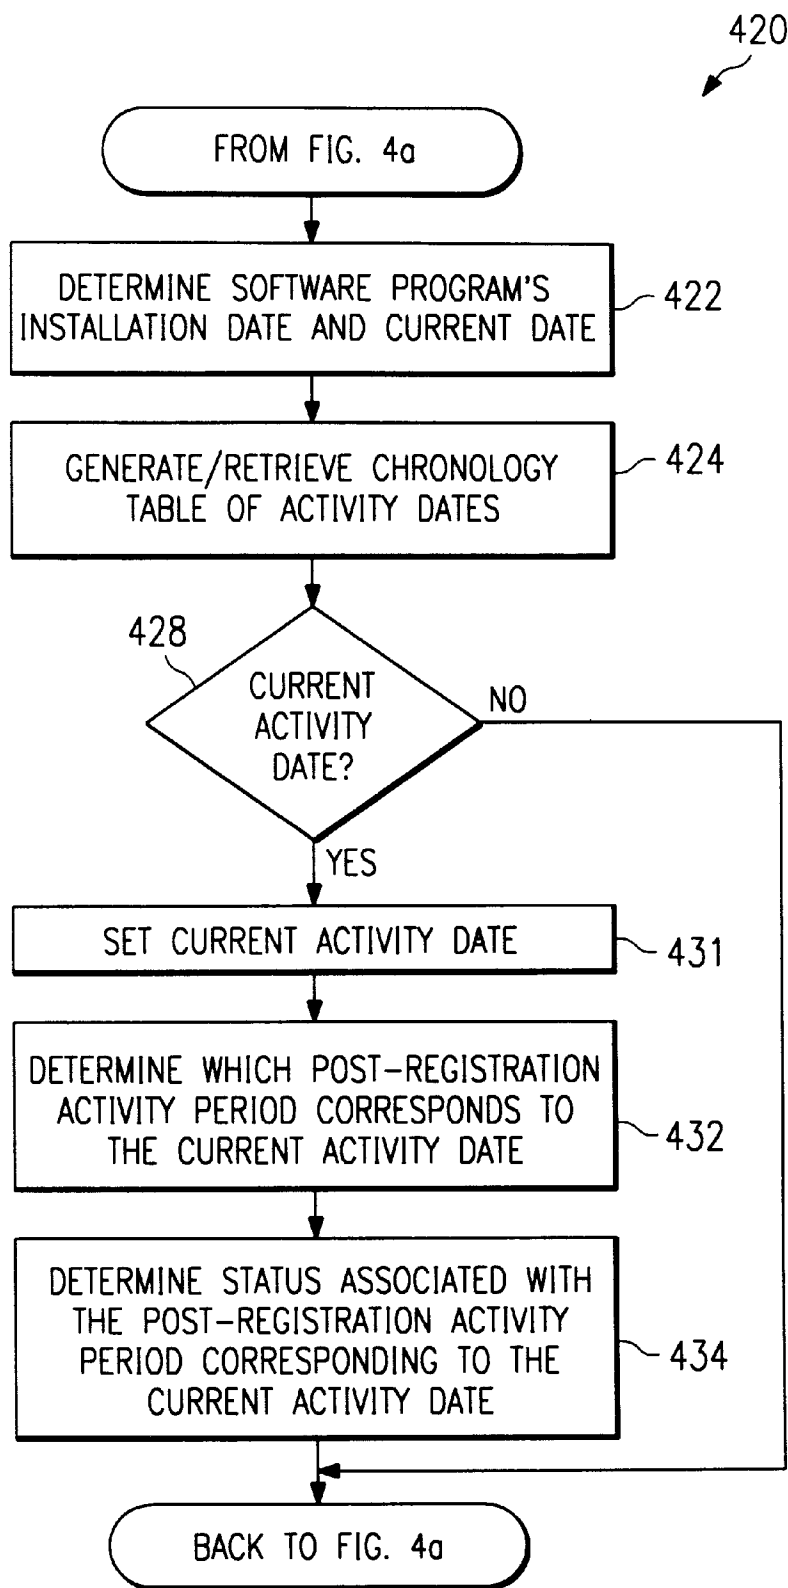 420
FROM FIG. 4a
DETERMINE SOFTWARE PROGRAM'S
INSTALLATION DATE AND CURRENT DATE
422
GENERATE/RETRIEVE CHRONOLOGY
TABLE OF ACTIVITY DATES
424
428
CURRENT
ACTIVITY
DATE?
NO
YES
SET CURRENT ACTIVITY DATE
431
DETERMINE WHICH POST-REGISTRATION
ACTIVITY PERIOD CORRESPONDS TO
THE CURRENT ACTIVITY DATE
432
DETERMINE STATUS ASSOCIATED WITH
THE POST-REGISTRATION ACTIVITY
PERIOD CORRESPONDING TO THE
CURRENT ACTIVITY DATE
434
BACK TO FIG. 4a